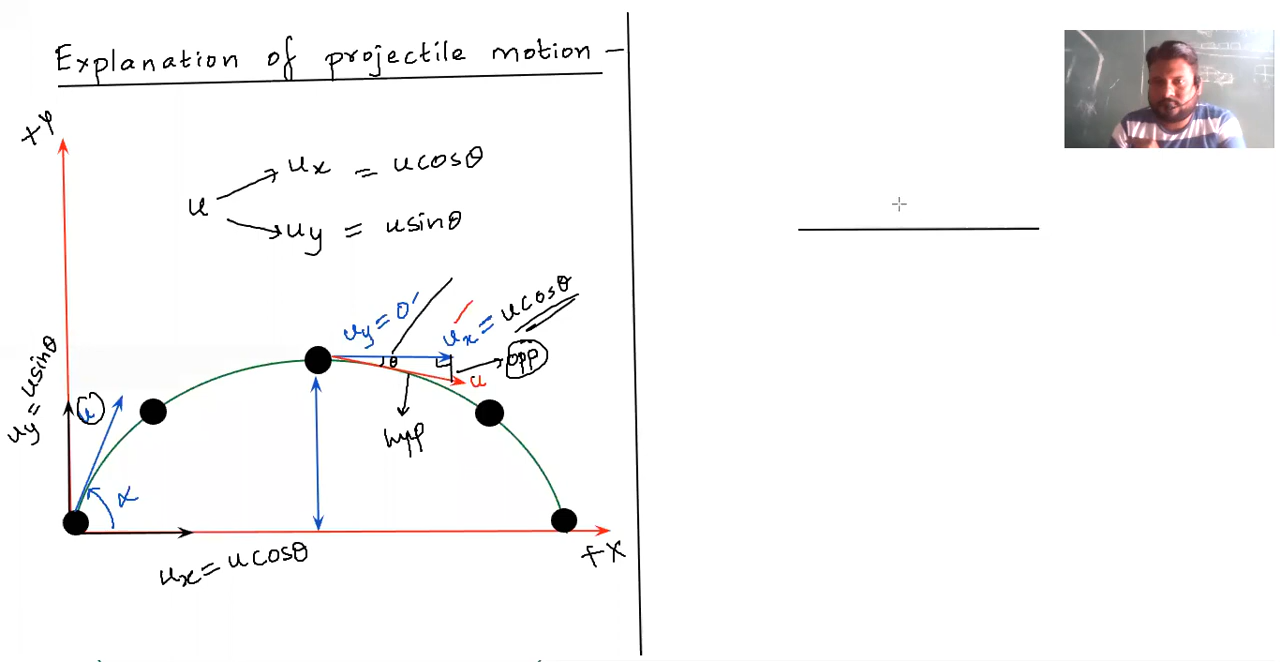 Explanation of projectile motion –
+Y
u
ux = ucosθ
uy = usinθ
uy = 0
ux = ucosθ
θ
opp
u
hyp
uy = usinθ
u
α
ux = ucosθ
+X